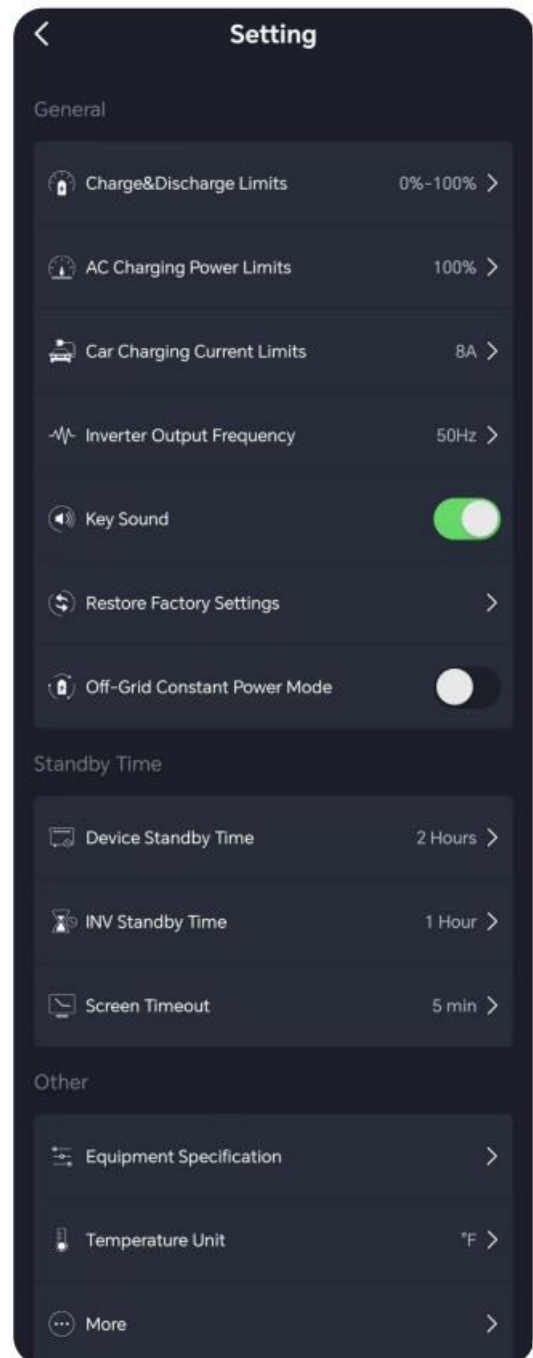 Setting
General
Charge&Discharge Limits 0%-100%
AC Charging Power Limits 100%
Car Charging Current Limits 8A
Inverter Output Frequency 50Hz
Key Sound
Restore Factory Settings
Off-Grid Constant Power Mode
Standby Time
Device Standby Time 2 Hours
INV Standby Time 1 Hour
Screen Timeout 5 min
Other
Equipment Specification
Temperature Unit °F
More